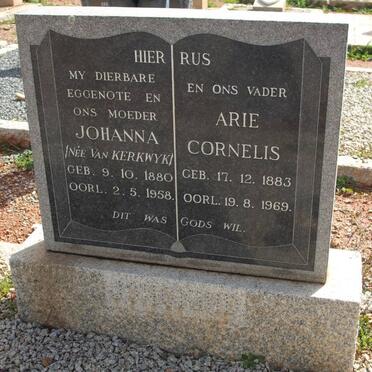 HIER RUS
MY DIERBARE
EGGENOTE EN
ONS MOEDER
JOHANNA
(NÉE VAN KERKWYK)
GEB. 9. 10. 1880
OORL. 2. 5. 1958.
EN ONS VADER
ARIE
CORNELIS
GEB. 17. 12. 1883
OORL. 19. 8. 1969.
DIT WAS GODS WIL.